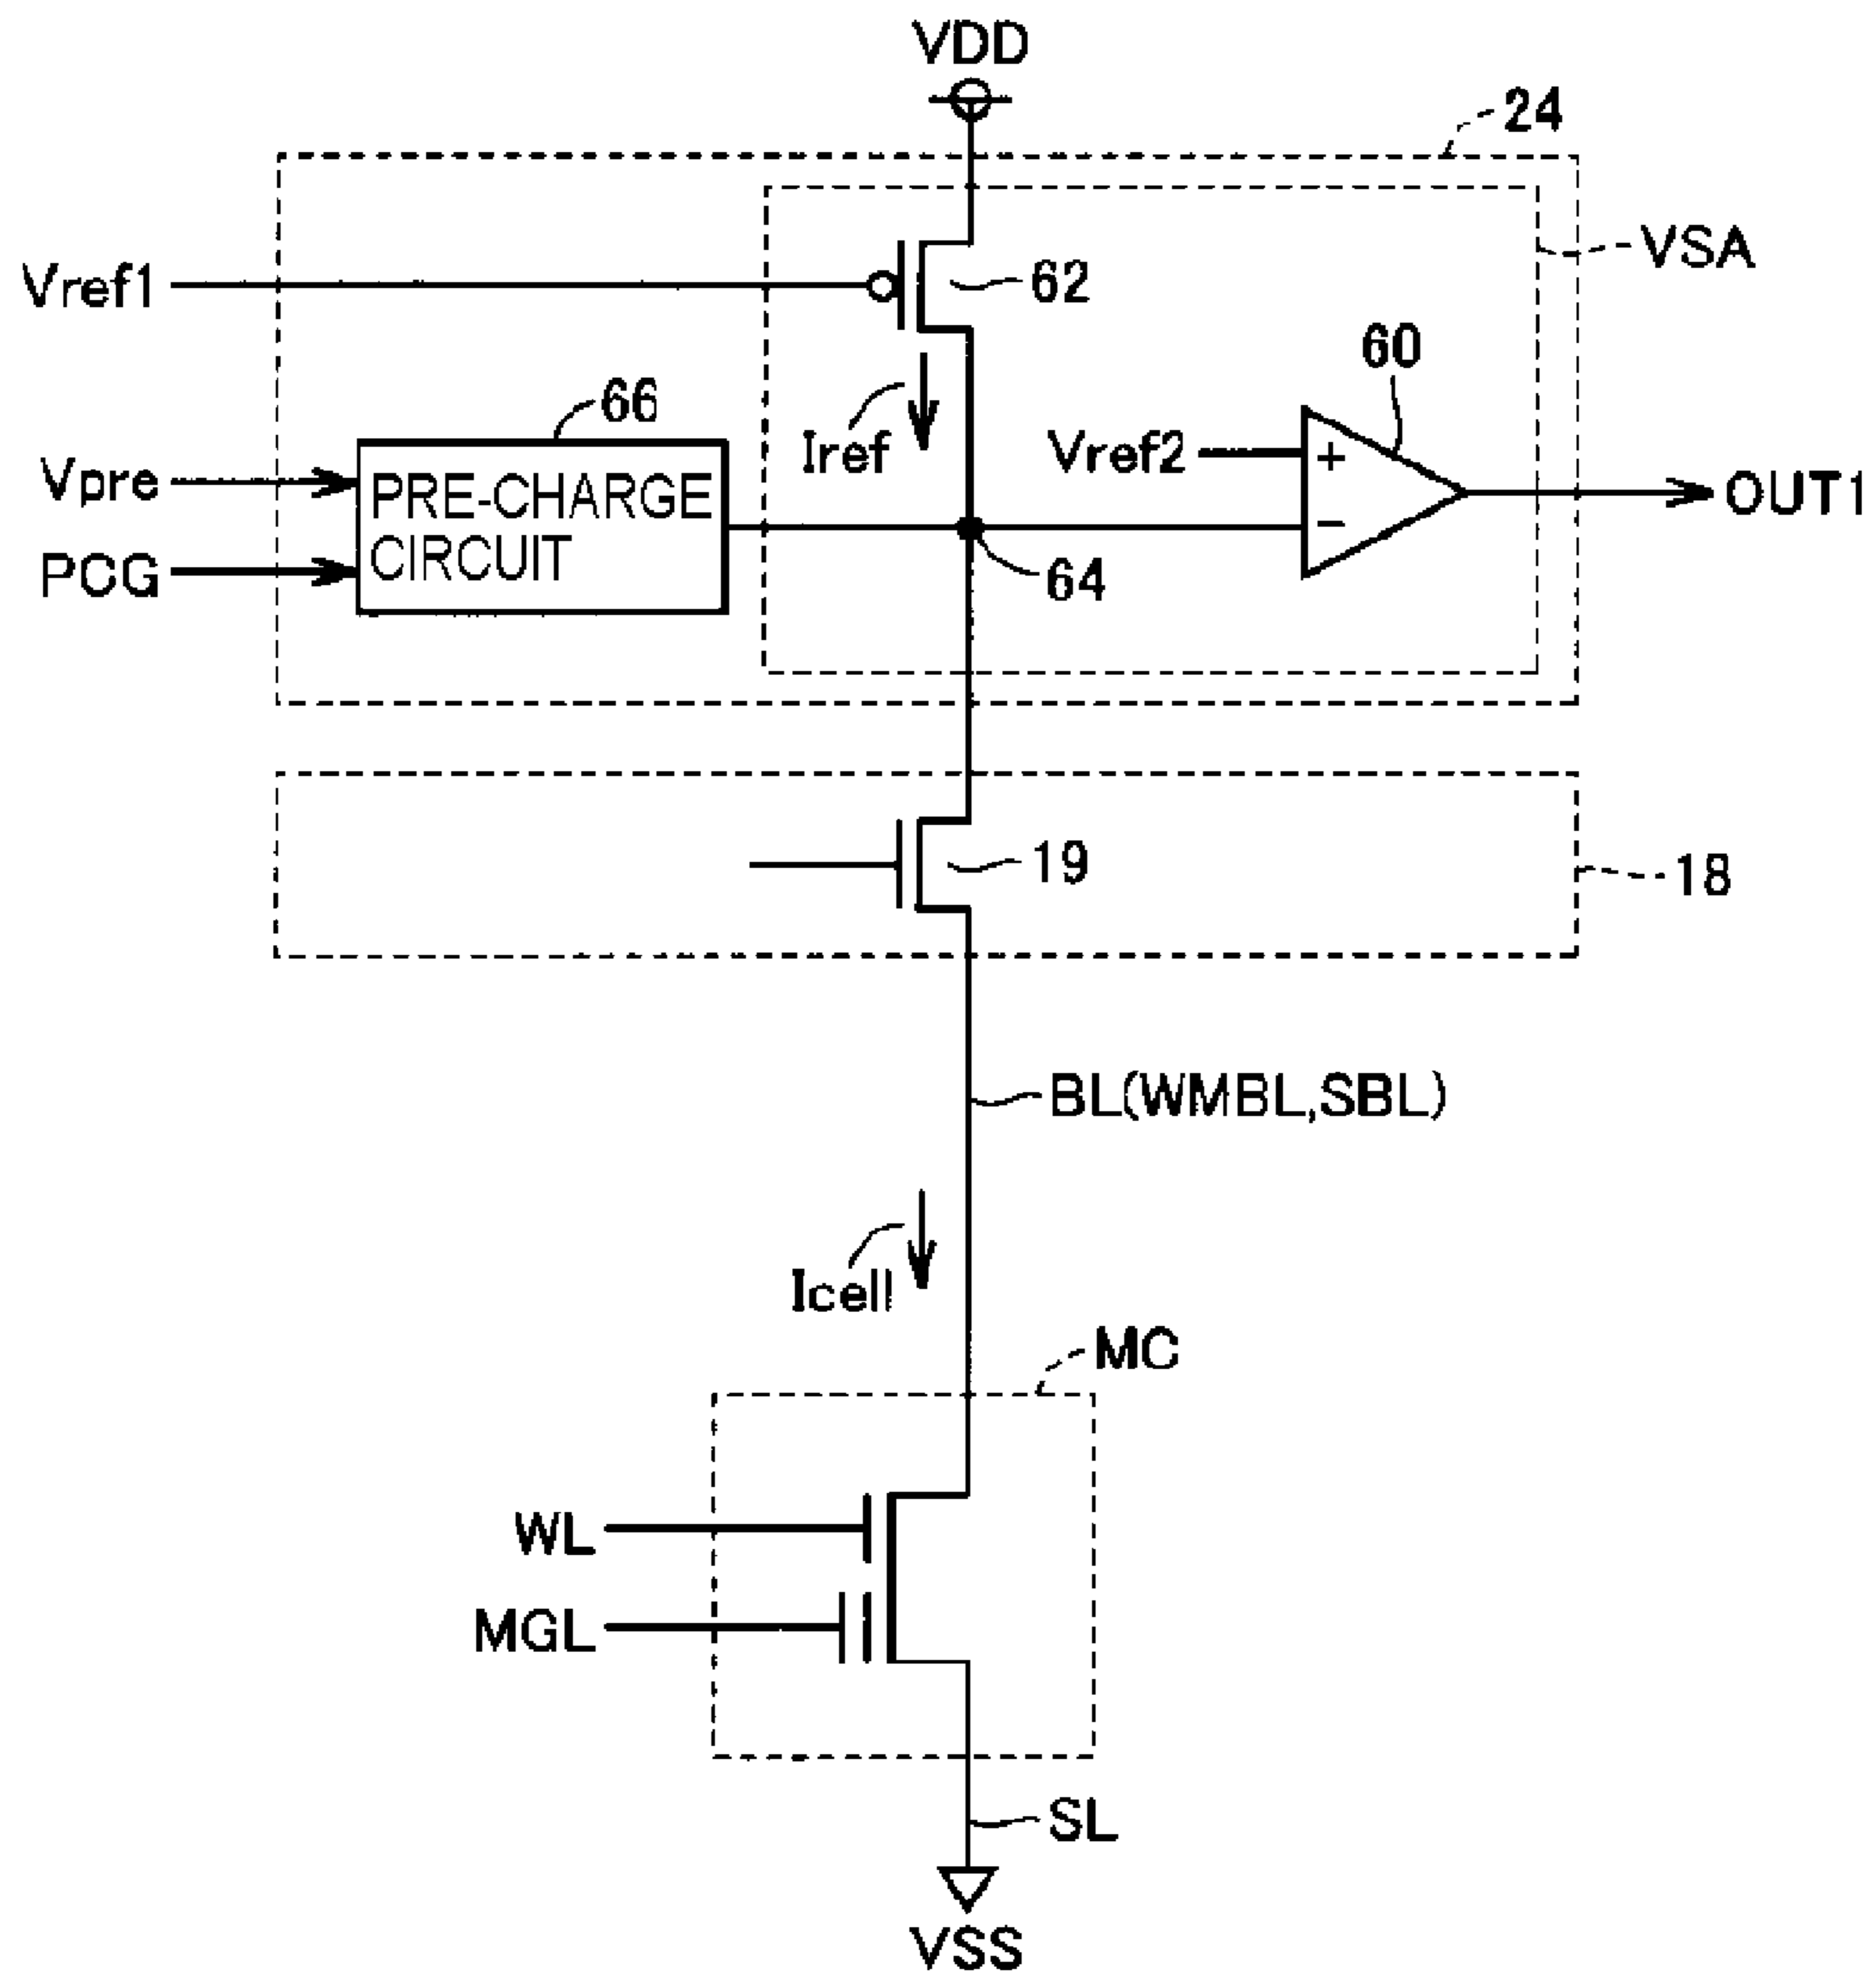 VDD
24
VSA
Vref1
62
60
66
Iref
Vref2
+
Vpre
PRE-CHARGE
CIRCUIT
OUT1
−
PCG
64
19
18
BL(WMBL,SBL)
Icell
MC
WL
MGL
SL
VSS